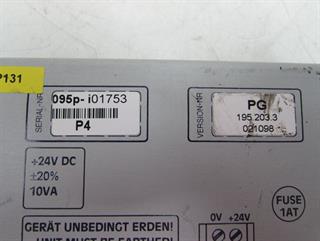 P131
SERIAL-NR
095p-i01753
P4
VERSION-NR
PG
195 203.3
021098
+24V DC
±20%
10VA
0V +24V
FUSE
1AT
GERÄT UNBEDINGT ERDEN!
UNIT MUST BE EARTHED!